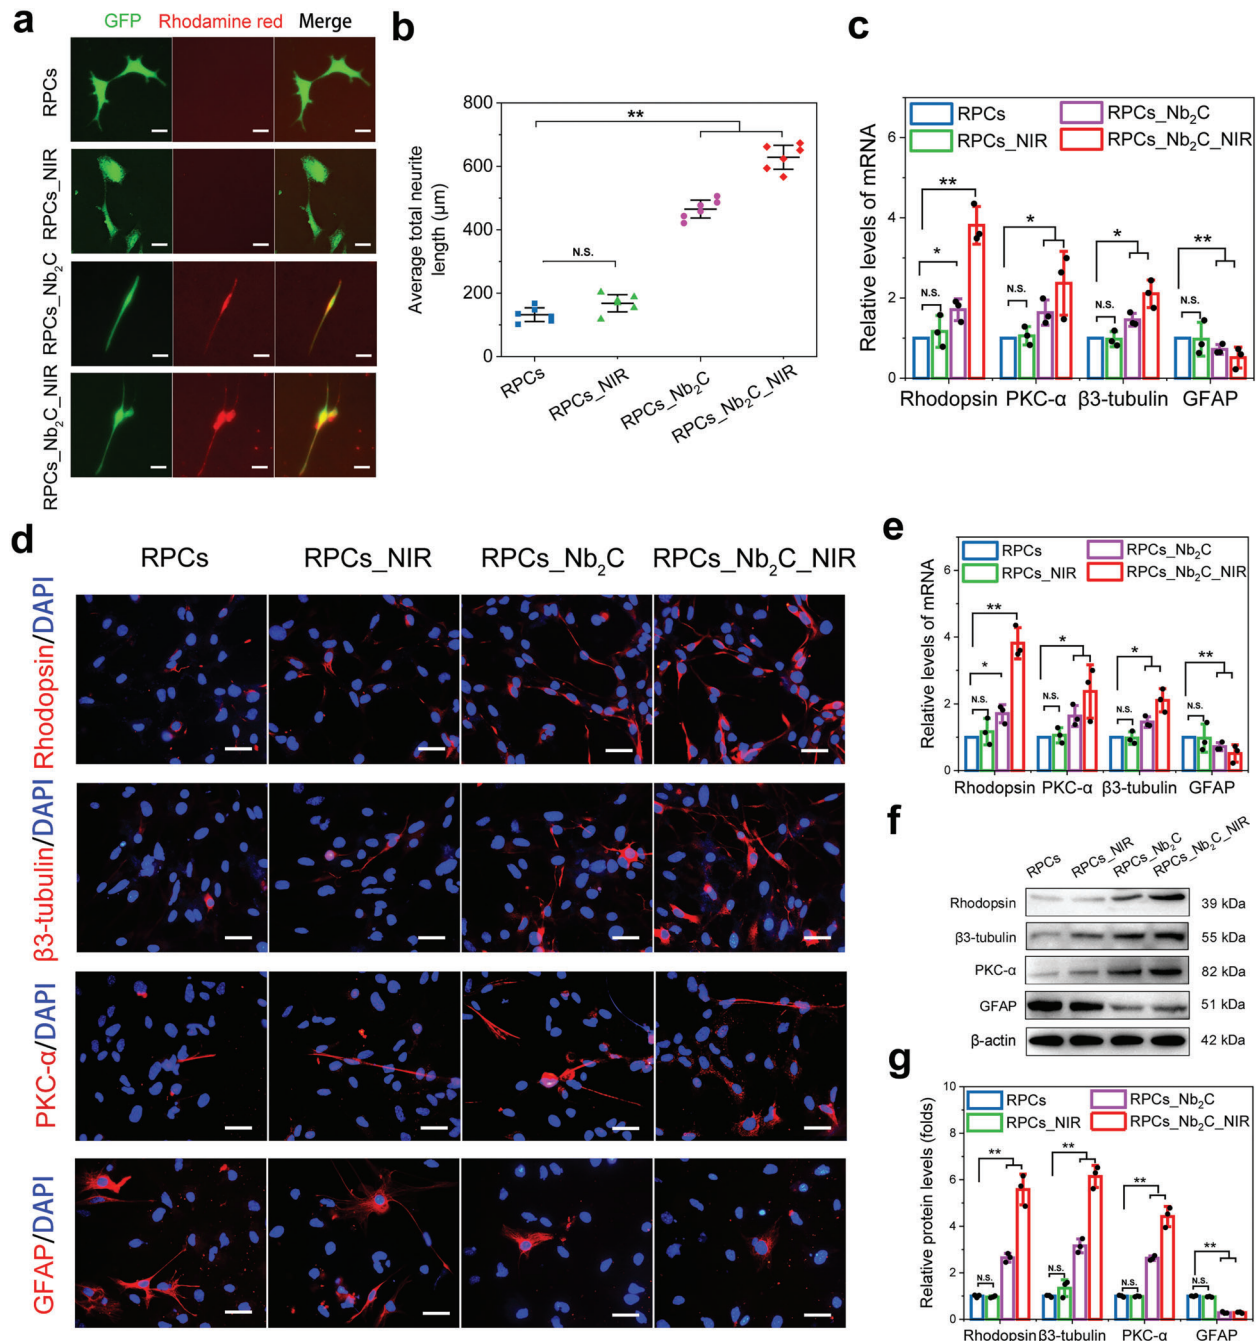 a
GFP Rhodamine red Merge
RPCs
RPCs_NIR
RPCs_Nb₂C
RPCs_Nb₂C_NIR
b
Average total neurite
length (μm)
800
600
400
200
0
**
N.S.
RPCs
RPCs_NIR
RPCs_Nb₂C
RPCs_Nb₂C_NIR
c
Relative levels of mRNA
6
4
2
0
RPCs RPCs_Nb₂C
RPCs_NIR RPCs_Nb₂C_NIR
** * * **
*
N.S. N.S. N.S. N.S.
Rhodopsin PKC-α β3-tubulin GFAP
d
RPCs RPCs_NIR RPCs_Nb₂C RPCs_Nb₂C_NIR
Rhodopsin/DAPI
β3-tubulin/DAPI
PKC-α/DAPI
GFAP/DAPI
e
Relative levels of mRNA
6
4
2
0
RPCs RPCs_Nb₂C
RPCs_NIR RPCs_Nb₂C_NIR
** * * **
*
N.S. N.S. N.S. N.S.
Rhodopsin PKC-α β3-tubulin GFAP
f
RPCs RPCs_NIR RPCs_Nb₂C RPCs_Nb₂C_NIR
Rhodopsin 39 kDa
β3-tubulin 55 kDa
PKC-α 82 kDa
GFAP 51 kDa
β-actin 42 kDa
g
Relative protein levels (folds)
10
8
6
4
2
0
RPCs RPCs_Nb₂C
RPCs_NIR RPCs_Nb₂C_NIR
** ** ** **
N.S. N.S. N.S. N.S.
Rhodopsin β3-tubulin PKC-α GFAP